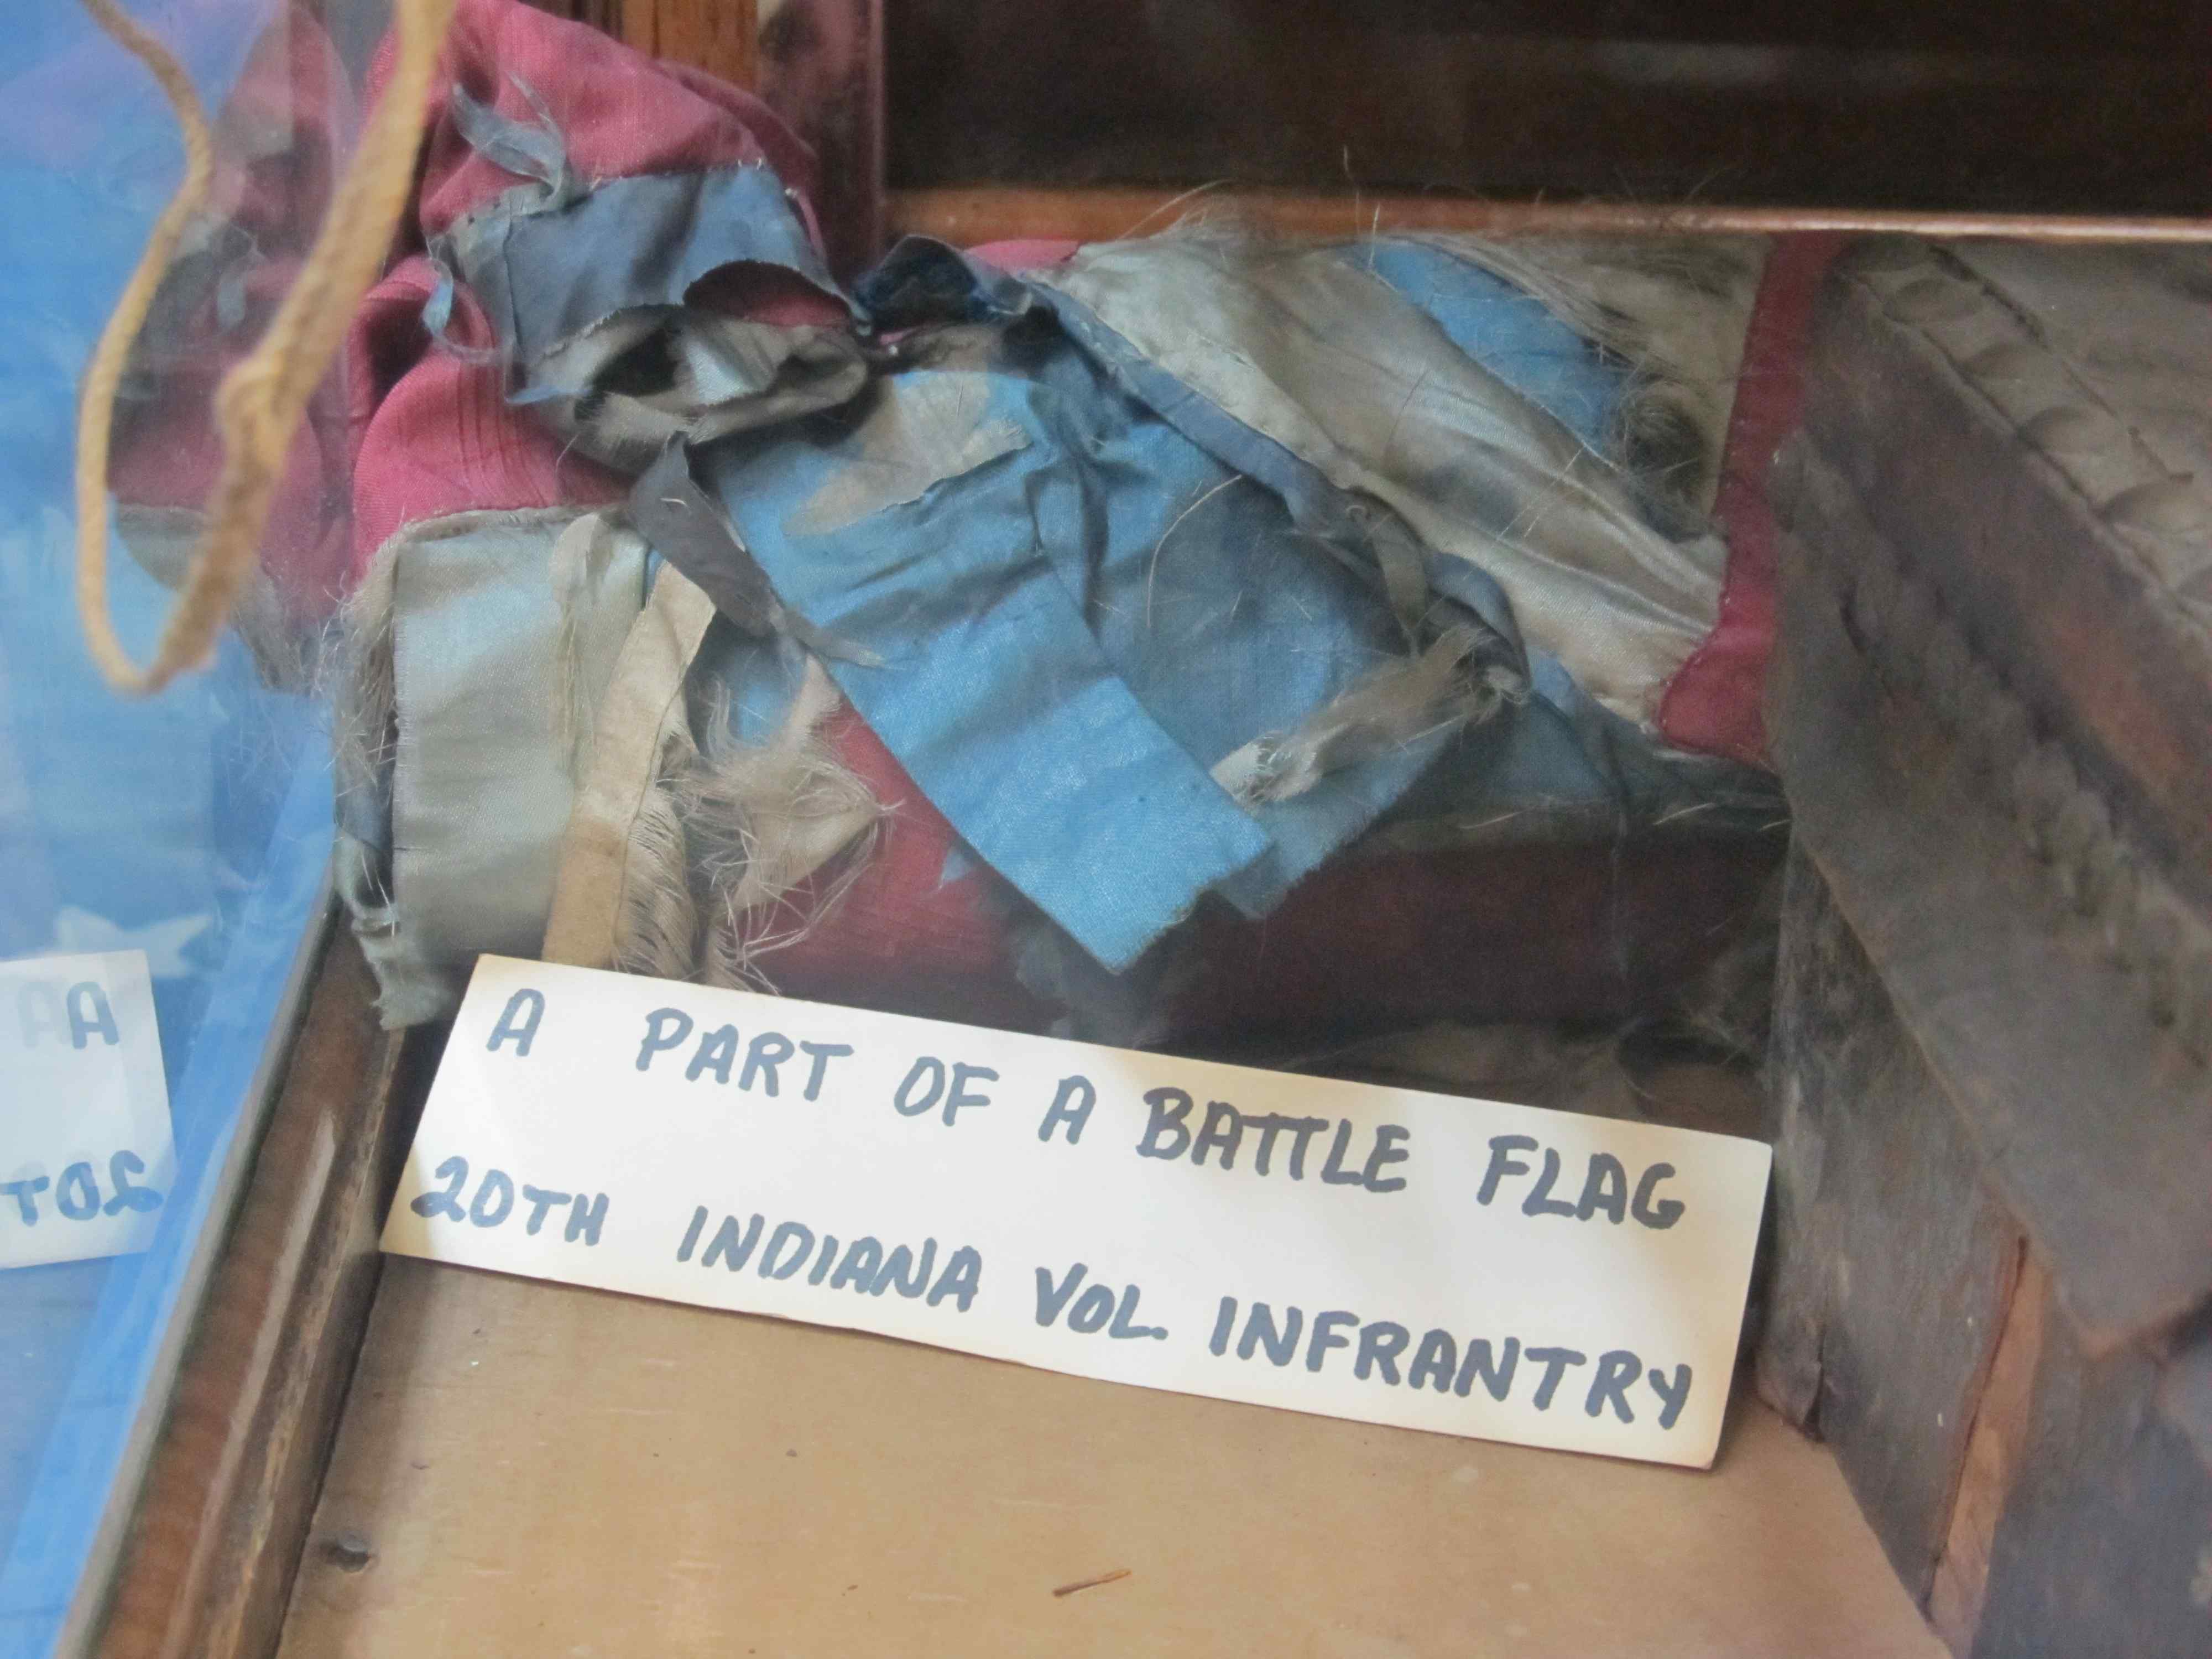 A PART OF A BATTLE FLAG
20TH INDIANA VOL. INFRANTRY